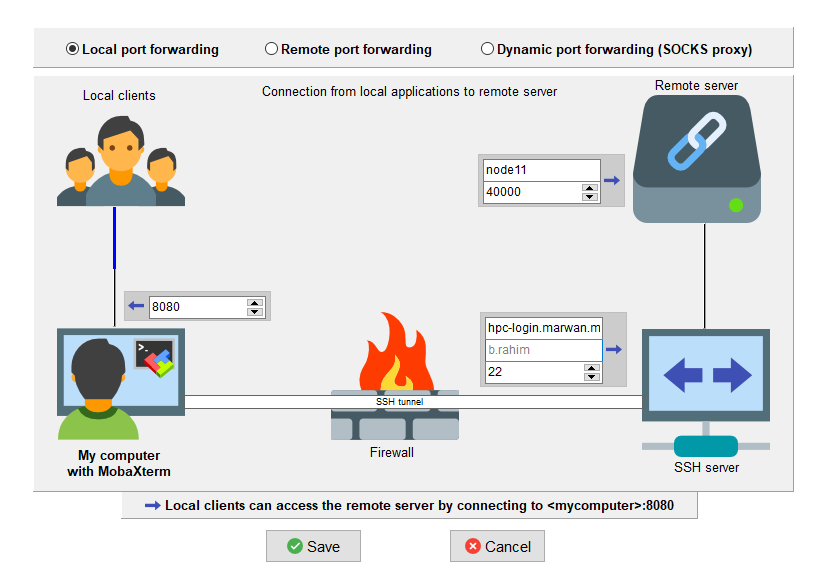 Local port forwarding
Remote port forwarding
Dynamic port forwarding (SOCKS proxy)
Local clients
Connection from local applications to remote server
Remote server
node11
40000
8080
hpc-login.marwan.m
b.rahim
22
SSH tunnel
Firewall
My computer
with MobaXterm
SSH server
Local clients can access the remote server by connecting to <mycomputer>:8080
Save
Cancel